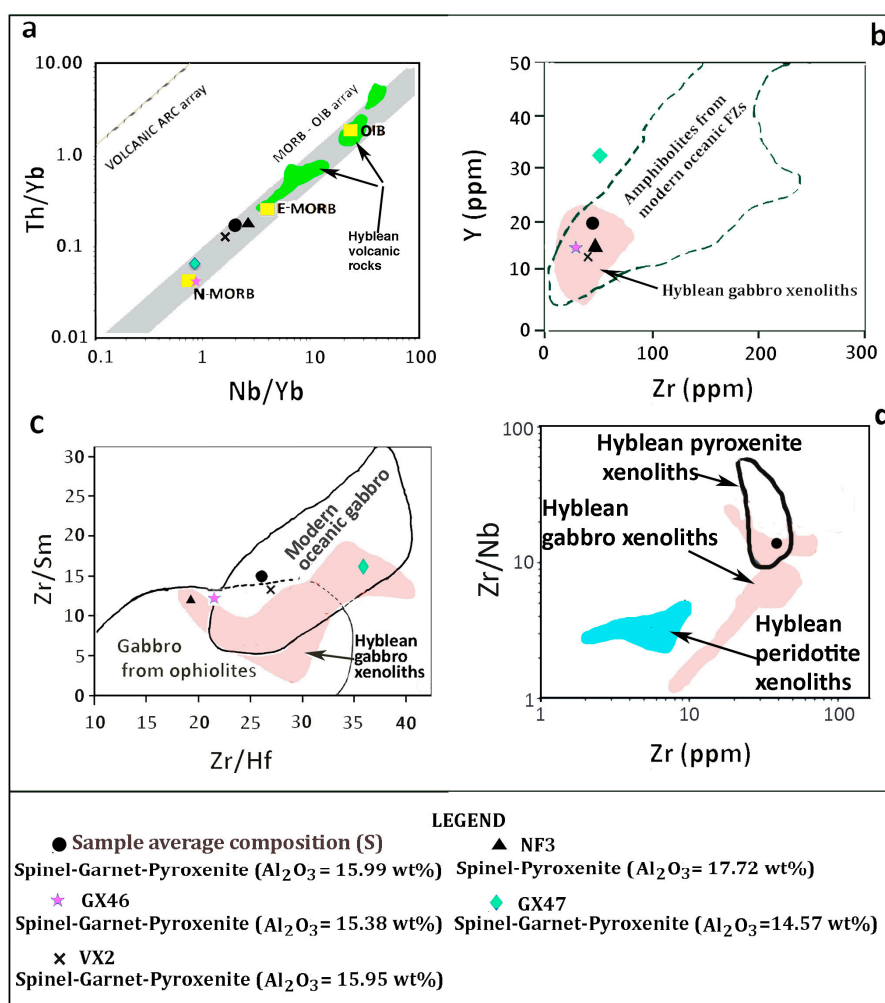 a
10.00
1.0
0.1
0.01
0.1
1
10
100
Th/Yb
Nb/Yb
VOLCANIC ARC array
MORB - OIB array
OIB
E-MORB
N-MORB
Hyblean
volcanic
rocks
b
50
40
30
20
10
0
0
100
200
300
Y (ppm)
Zr (ppm)
Amphibolites from
modern oceanic FZs
Hyblean gabbro xenoliths
c
30
25
20
15
10
5
0
10
15
20
25
30
35
40
Zr/Sm
Zr/Hf
Modern
oceanic gabbro
Gabbro
from ophiolites
Hyblean
gabbro
xenoliths
d
100
10
1
1
10
100
Zr/Nb
Zr (ppm)
Hyblean pyroxenite
xenoliths
Hyblean
gabbro xenoliths
Hyblean
peridotite
xenoliths
LEGEND
Sample average composition (S)
Spinel-Garnet-Pyroxenite (Al₂O₃= 15.99 wt%)
NF3
Spinel-Pyroxenite (Al₂O₃= 17.72 wt%)
GX46
Spinel-Garnet-Pyroxenite (Al₂O₃= 15.38 wt%)
GX47
Spinel-Garnet-Pyroxenite (Al₂O₃=14.57 wt%)
VX2
Spinel-Garnet-Pyroxenite (Al₂O₃= 15.95 wt%)